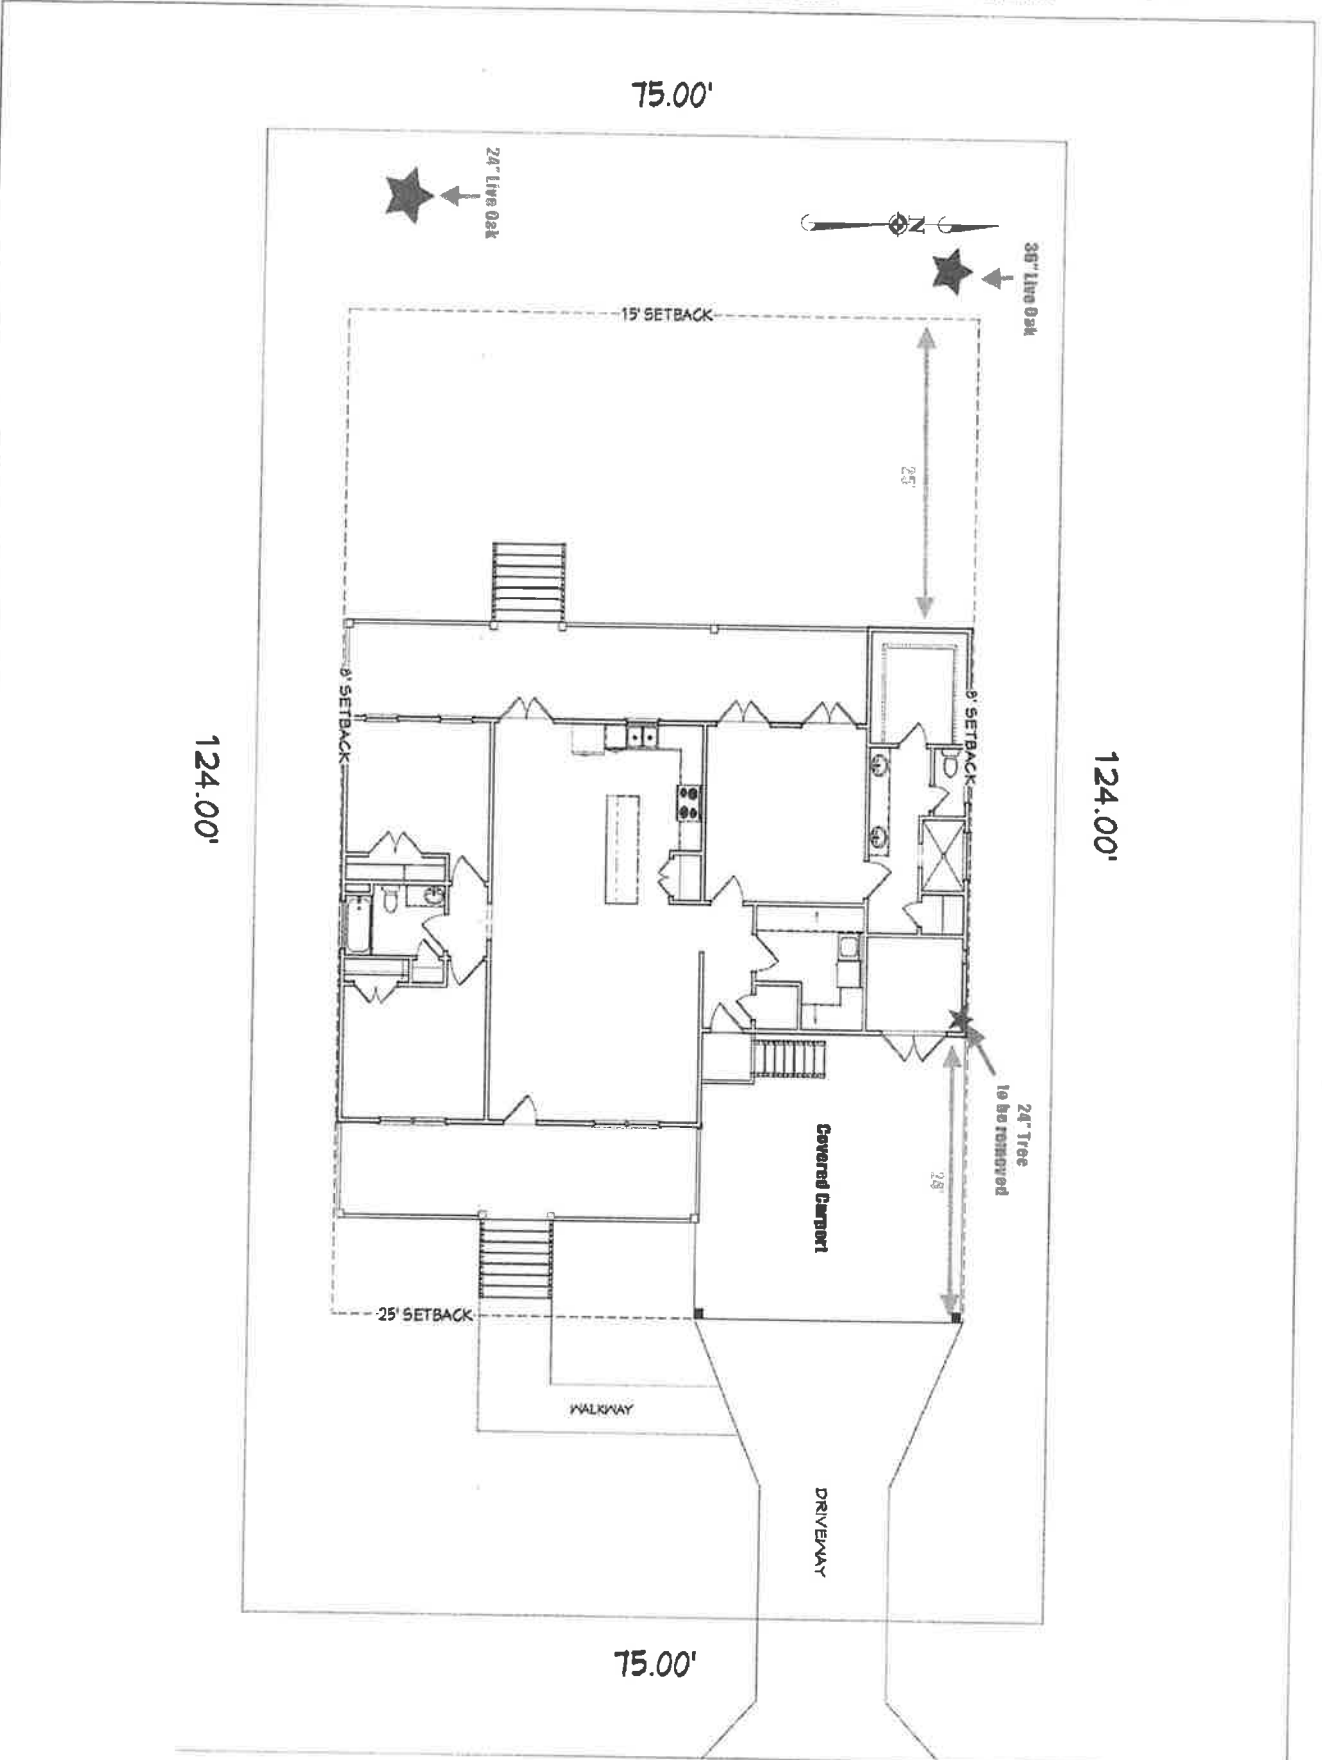 75.00'
24" Live Oak
N
36" Live Oak
15' SETBACK
25'
8' SETBACK
8' SETBACK
124.00'
124.00'
24" Tree
to be removed
Covered Carport
28'
25' SETBACK
WALKWAY
DRIVEWAY
75.00'